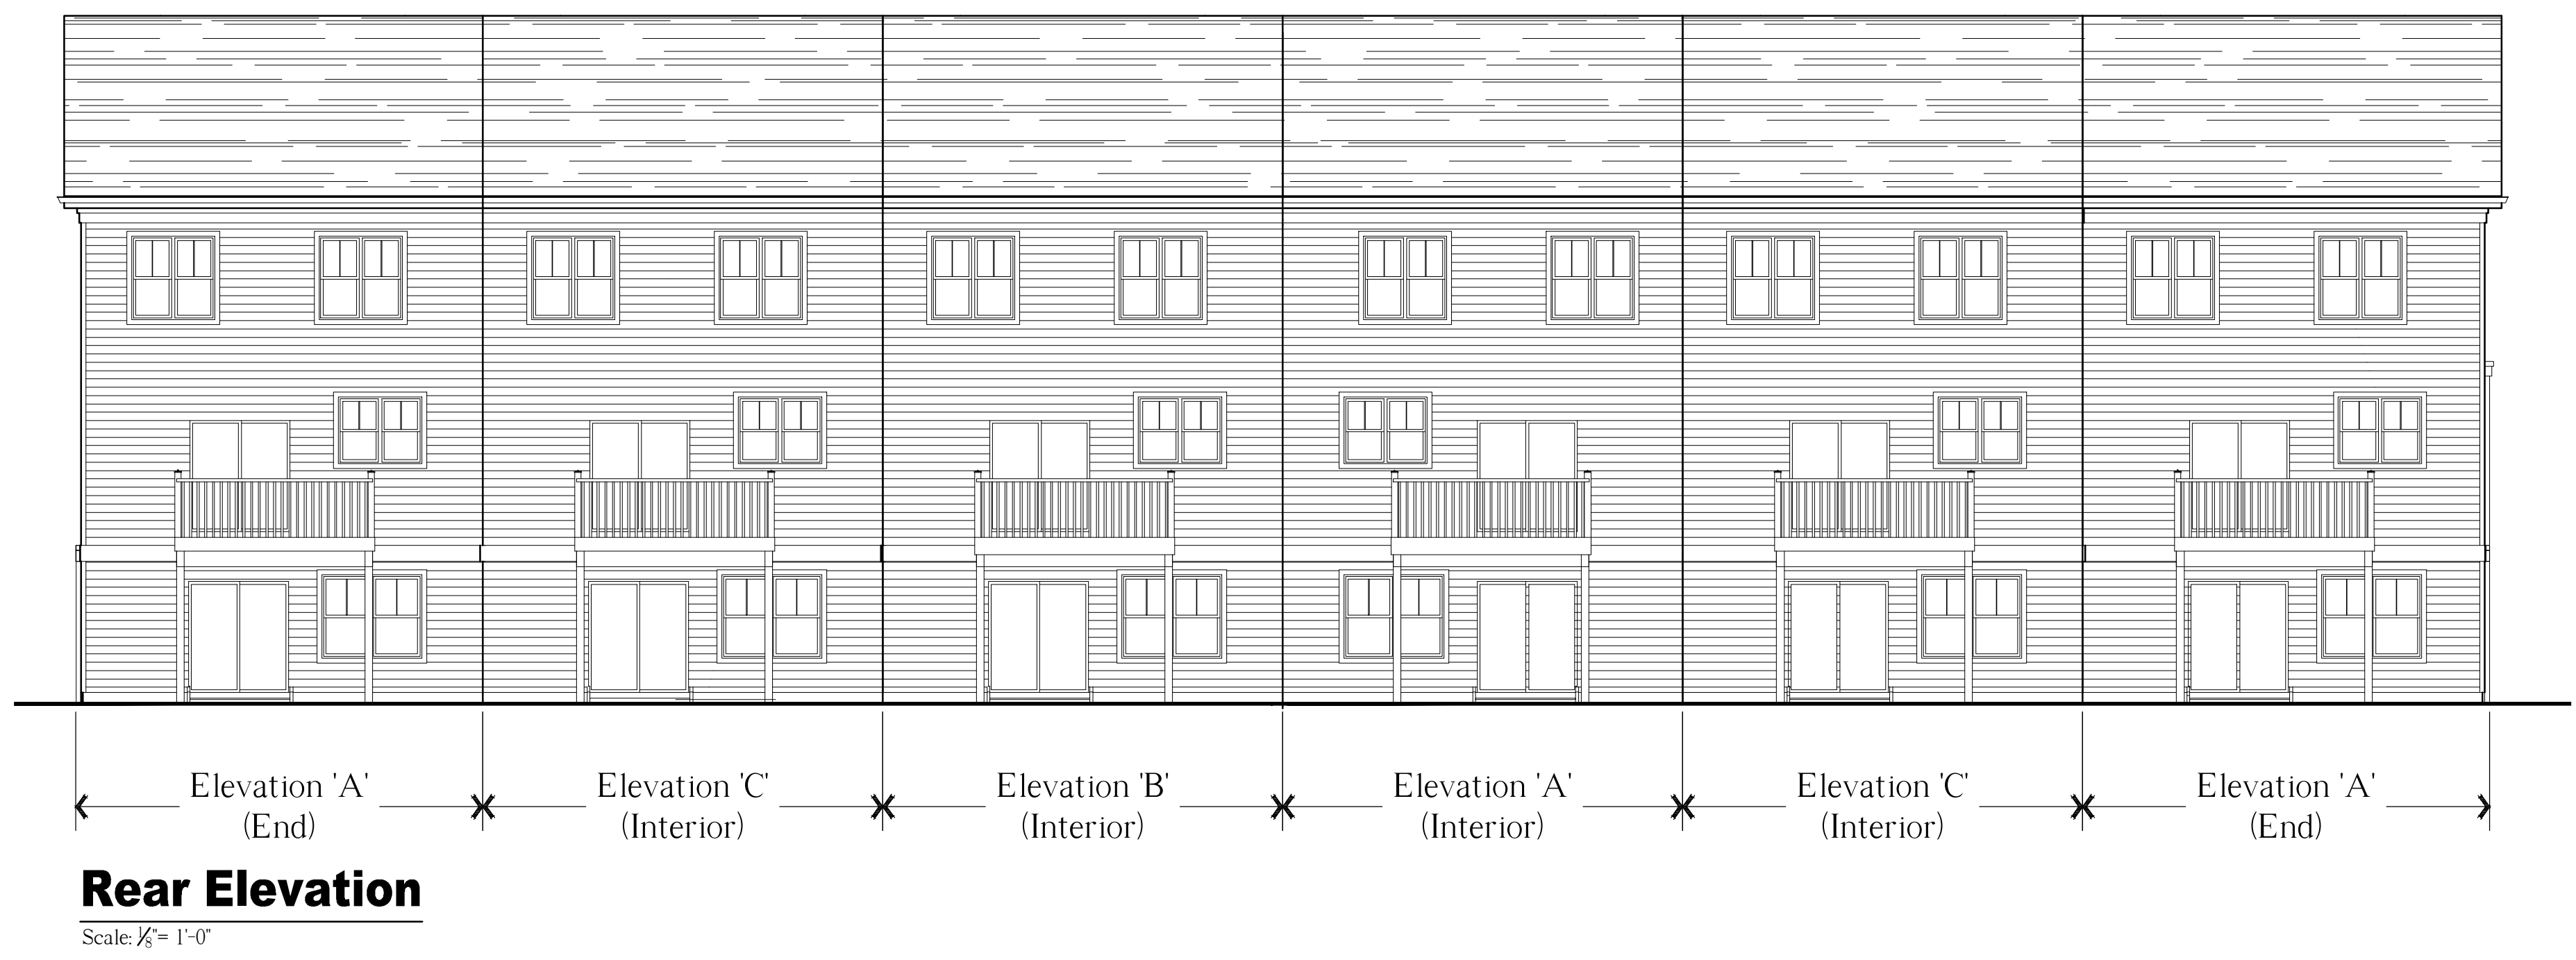 Elevation 'A'
(End)
Elevation 'C'
(Interior)
Elevation 'B'
(Interior)
Elevation 'A'
(Interior)
Elevation 'C'
(Interior)
Elevation 'A'
(End)
Rear Elevation
Scale: 1/8"= 1'-0"